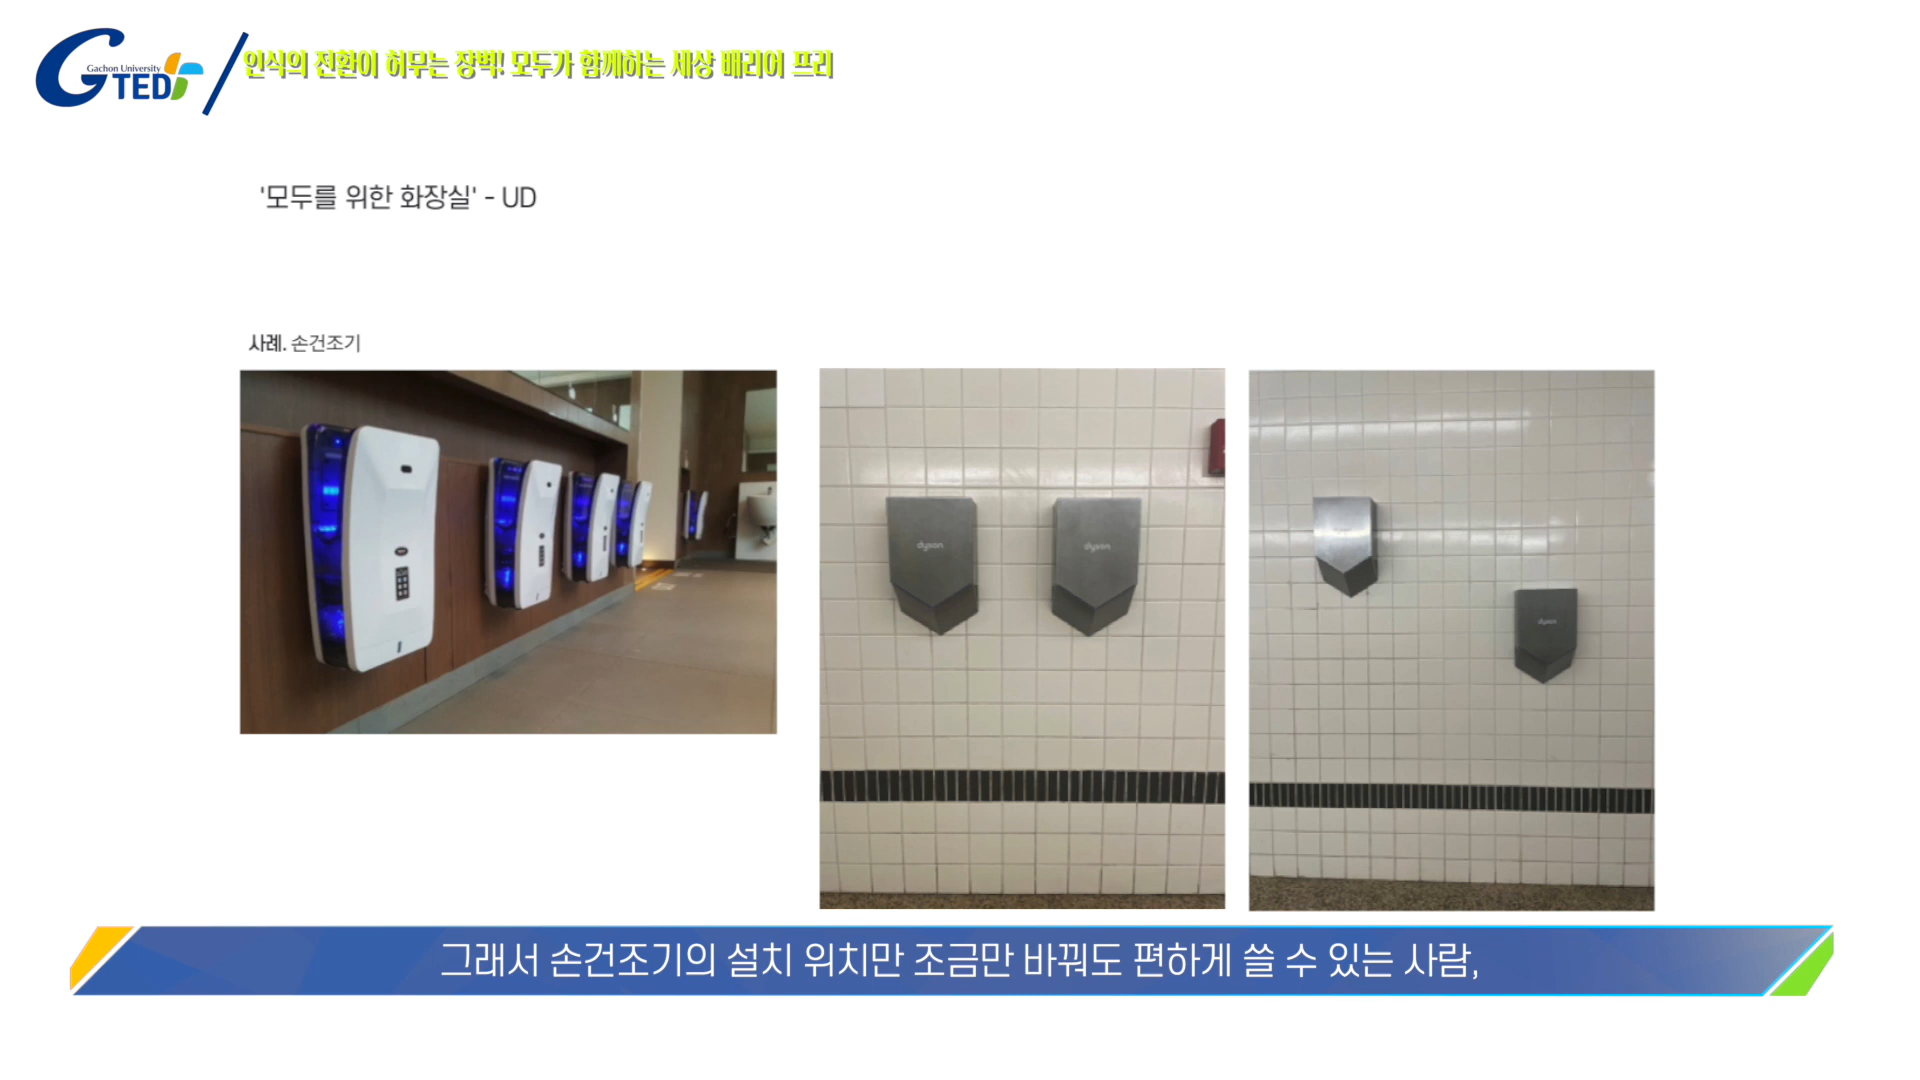 Gachon University
GTED
인식의 전환이 허무는 장벽! 모두가 함께하는 세상 배리어 프리
'모두를 위한 화장실' - UD
사례. 손건조기
dyson
dyson
dyson
그래서 손건조기의 설치 위치만 조금만 바꿔도 편하게 쓸 수 있는 사람,